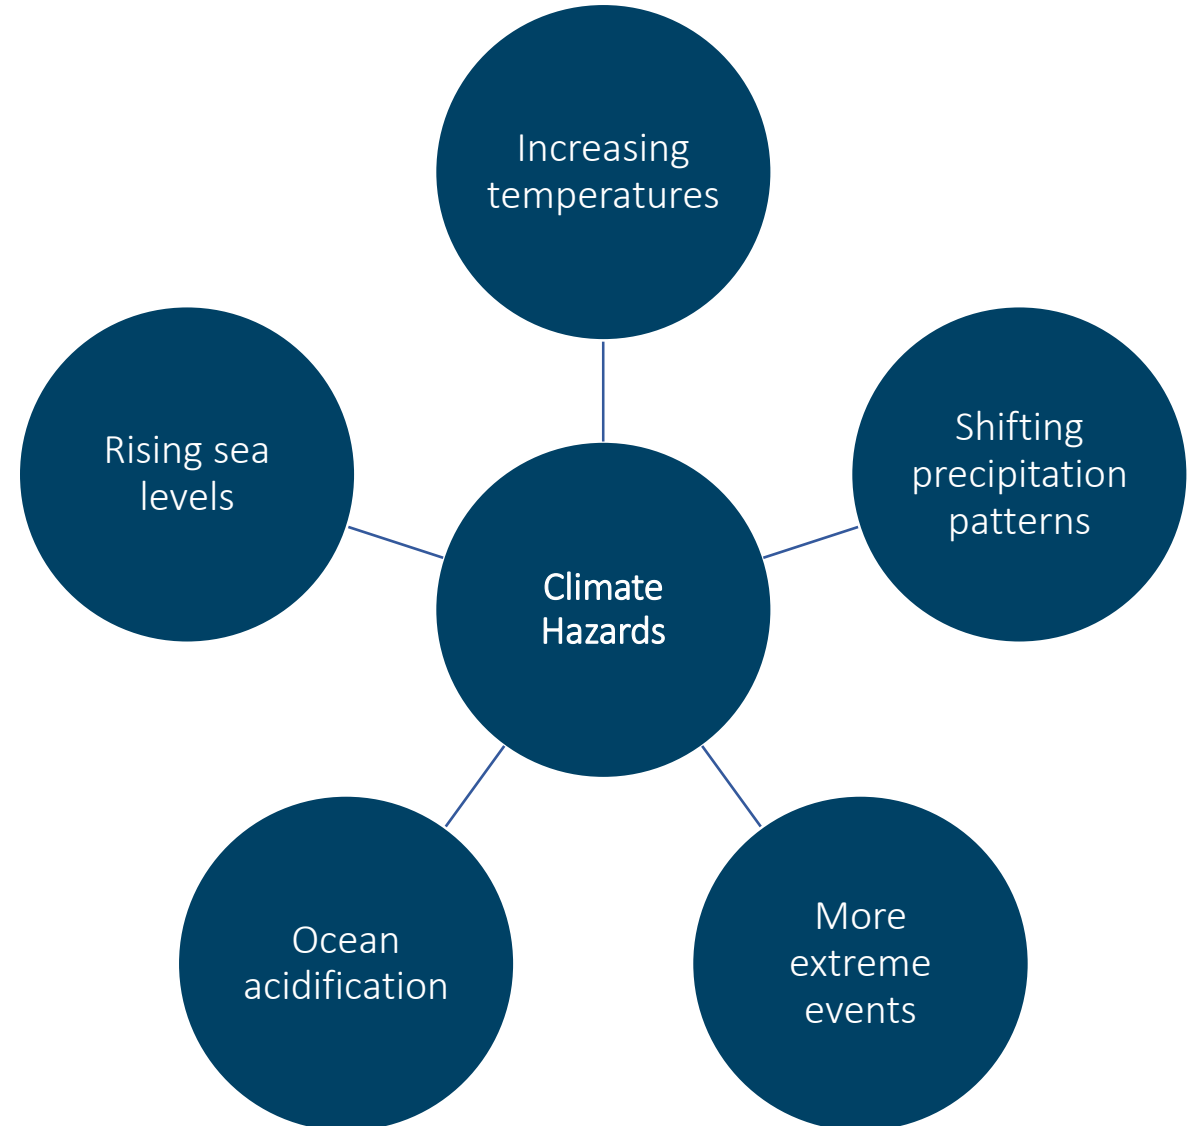 Increasing
temperatures
Shifting
precipitation
patterns
More
extreme
events
Ocean
acidification
Rising sea
levels
Climate
Hazards